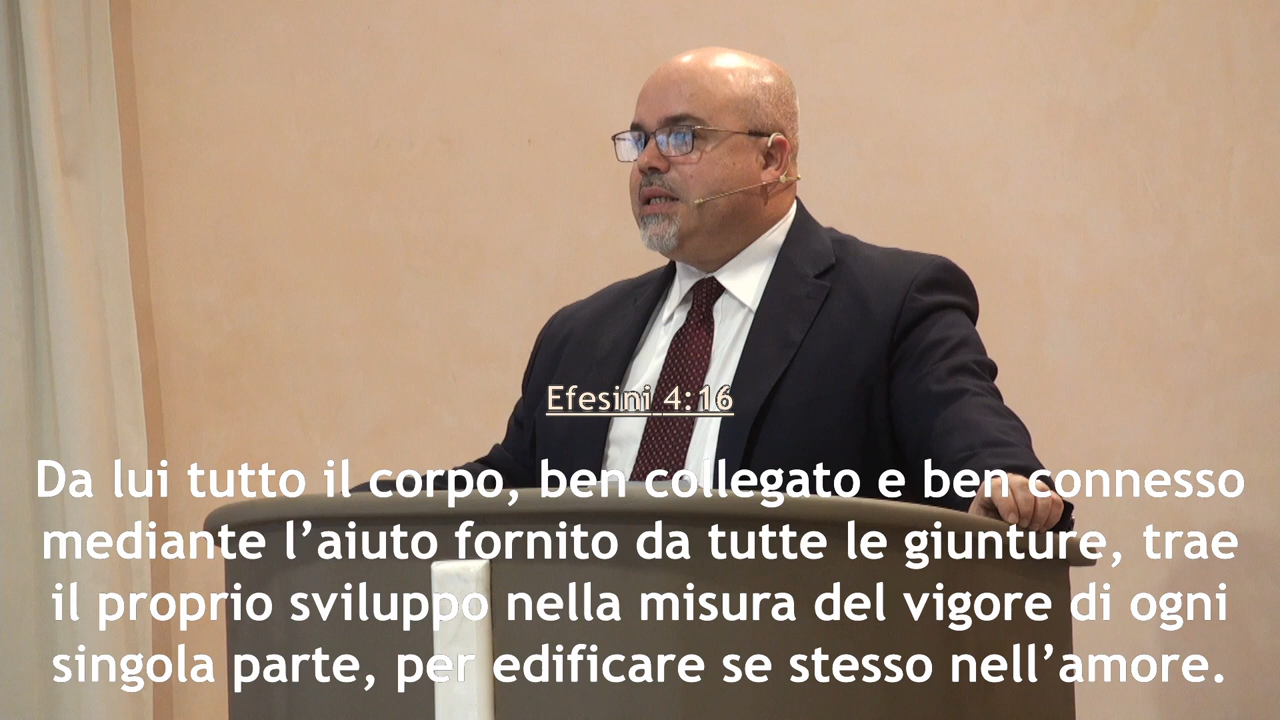 Efesini 4:16
Da lui tutto il corpo, ben collegato e ben connesso
mediante l’aiuto fornito da tutte le giunture, trae
il proprio sviluppo nella misura del vigore di ogni
singola parte, per edificare se stesso nell’amore.